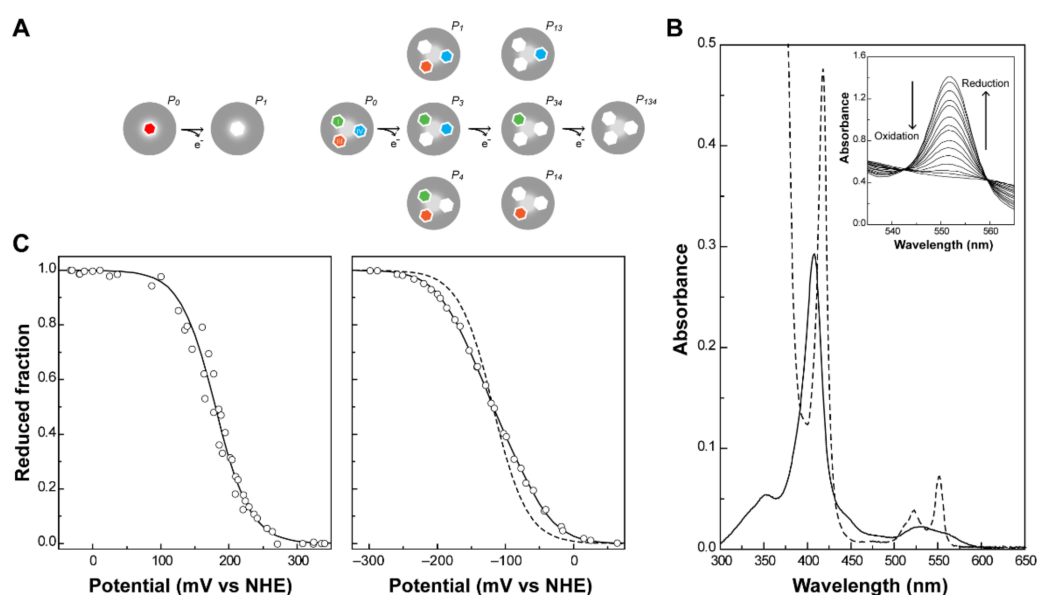 A
P0
P1
e-
P0
I
III
IV
e-
P1
P3
P4
e-
P13
P34
P14
e-
P134
B
0.5
0.4
0.3
0.2
0.1
0.0
300 350 400 450 500 550 600 650
Absorbance
Wavelength (nm)
1.6
1.2
0.8
0.4
0.0
540 550 560
Absorbance
Wavelength (nm)
Oxidation
Reduction
C
1.0
0.8
0.6
0.4
0.2
0.0
Reduced fraction
0 100 200 300
Potential (mV vs NHE)
−300 −200 −100 0
Potential (mV vs NHE)